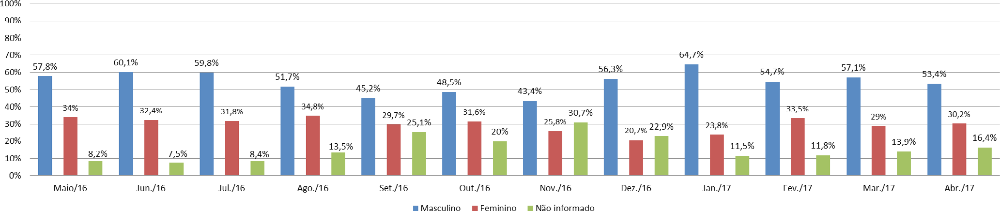 100%
90%
80%
70%
60%
50%
40%
30%
20%
10%
0%
57,8% 34% 8,2%
60,1% 32,4% 7,5%
59,8% 31,8% 8,4%
51,7% 34,8% 13,5%
45,2% 29,7% 25,1%
48,5% 31,6% 20%
43,4% 25,8% 30,7%
56,3% 20,7% 22,9%
64,7% 23,8% 11,5%
54,7% 33,5% 11,8%
57,1% 29% 13,9%
53,4% 30,2% 16,4%
Maio/16 Jun./16 Jul./16 Ago./16 Set./16 Out./16 Nov./16 Dez./16 Jan./17 Fev./17 Mar./17 Abr./17
Masculino Feminino Não informado